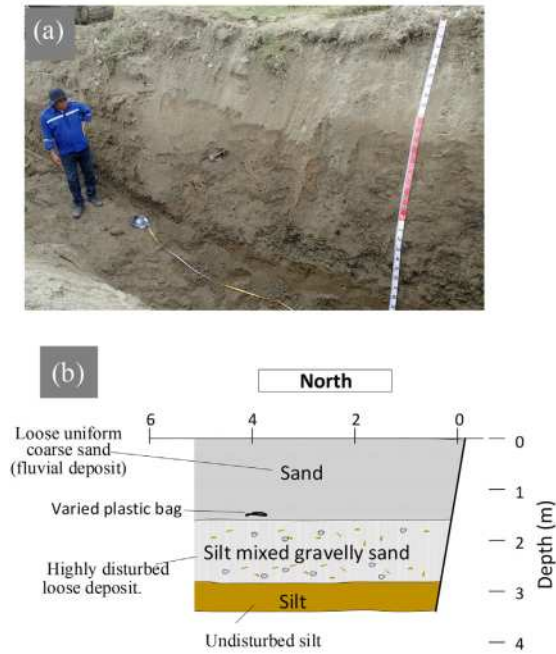 (a)
(b)
North
6 4 2 0
Loose uniform
coarse sand
(fluvial deposit)
Sand
Varied plastic bag
Silt mixed gravelly sand
Highly disturbed
loose deposit.
Silt
Undisturbed silt
0
1
2
3
4
Depth (m)